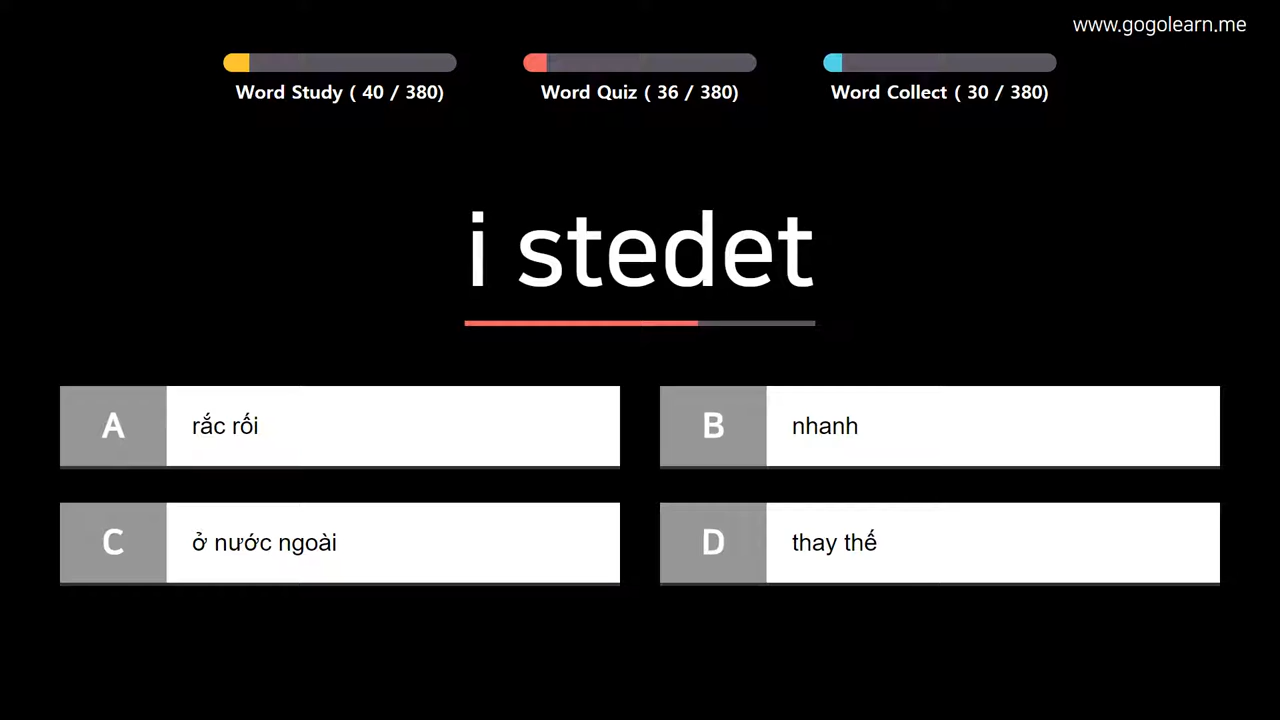 www.gogolearn.me
Word Study ( 40 / 380)
Word Quiz ( 36 / 380)
Word Collect ( 30 / 380)
i stedet
A rắc rối
B nhanh
C ở nước ngoài
D thay thế